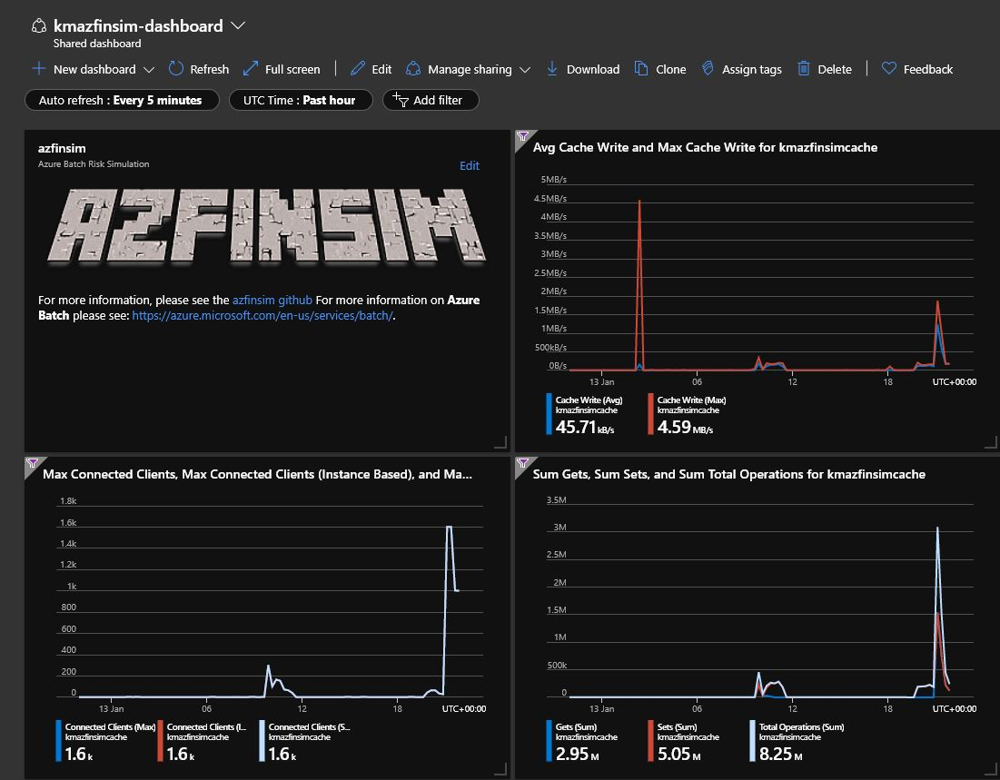 kmazfinsim-dashboard
Shared dashboard
New dashboard Refresh Full screen Edit Manage sharing Download Clone Assign tags Delete Feedback
Auto refresh : Every 5 minutes UTC Time : Past hour Add filter
azfinsim
Azure Batch Risk Simulation
Edit
AZFINSIM
For more information, please see the azfinsim github For more information on Azure
Batch please see: https://azure.microsoft.com/en-us/services/batch/.
Avg Cache Write and Max Cache Write for kmazfinsimcache
5MB/s
4.5MB/s
4MB/s
3.5MB/s
3MB/s
2.5MB/s
2MB/s
1.5MB/s
1MB/s
500kB/s
0B/s
13 Jan 06 12 18 UTC+00:00
Cache Write (Avg) Cache Write (Max)
kmazfinsimcache kmazfinsimcache
45.71 kB/s 4.59 MB/s
Max Connected Clients, Max Connected Clients (Instance Based), and Ma...
1.8k
1.6k
1.4k
1.2k
1k
800
600
400
200
0
13 Jan 06 12 18 UTC+00:00
Connected Clients (Max) Connected Clients (I... Connected Clients (S...
kmazfinsimcache kmazfinsimcache kmazfinsimcache
1.6 k 1.6 k 1.6 k
Sum Gets, Sum Sets, and Sum Total Operations for kmazfinsimcache
3.5M
3M
2.5M
2M
1.5M
1M
500k
0
13 Jan 06 12 18 UTC+00:00
Gets (Sum) Sets (Sum) Total Operations (Sum)
kmazfinsimcache kmazfinsimcache kmazfinsimcache
2.95 M 5.05 M 8.25 M